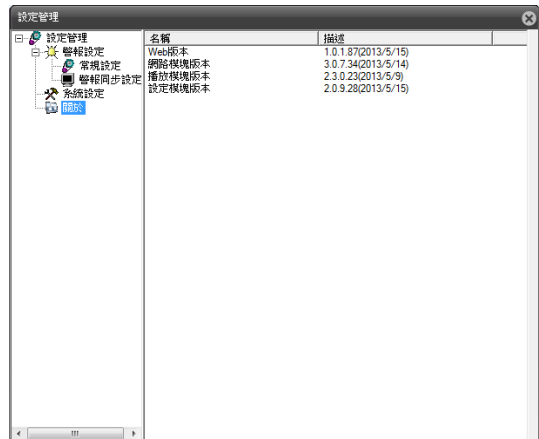 設定管理
設定管理
警報設定
常規設定
警報同步設定
系統設定
關於
名稱 描述
Web版本 1.0.1.87(2013/5/15)
網路模塊版本 3.0.7.34(2013/5/14)
播放模塊版本 2.3.0.23(2013/5/9)
設定模塊版本 2.0.9.28(2013/5/15)